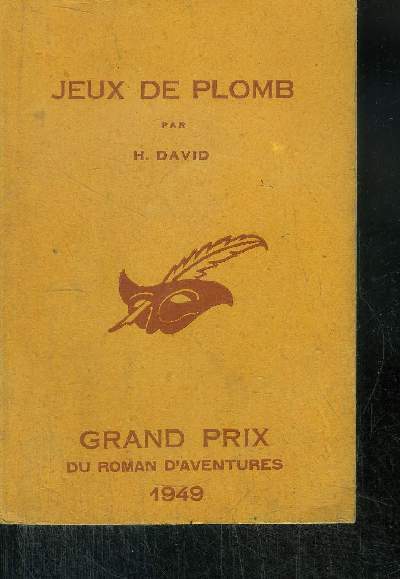 JEUX DE PLOMB
PAR
H. DAVID
GRAND PRIX
DU ROMAN D'AVENTURES
1949